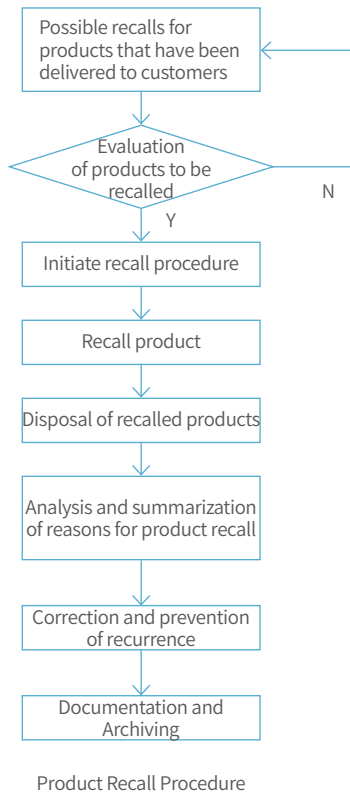 Possible recalls for
products that have been
delivered to customers
Evaluation
of products to be
recalled
N
Y
Initiate recall procedure
Recall product
Disposal of recalled products
Analysis and summarization
of reasons for product recall
Correction and prevention
of recurrence
Documentation and
Archiving
Product Recall Procedure